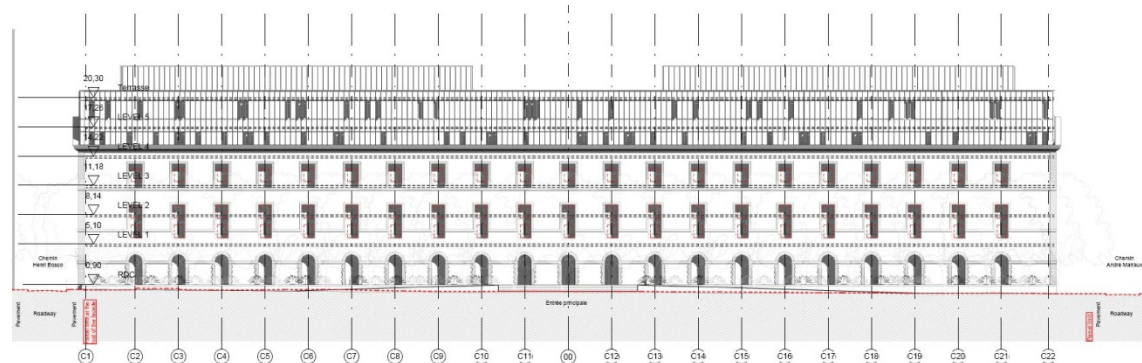 20,30
Terrasse
17,26
LEVEL 5
14,22
LEVEL 4
11,18
LEVEL 3
8,14
LEVEL 2
5,10
LEVEL 1
Chemin
Henri Bosco
Chemin
André Malraux
0,90
RDC
Entrée principale
Pavement
Roadway
Pavement
Pavement
Roadway
C1
C2
C3
C4
C5
C6
C7
C8
C9
C10
C11
00
C12
C13
C14
C15
C16
C17
C18
C19
C20
C21
C22